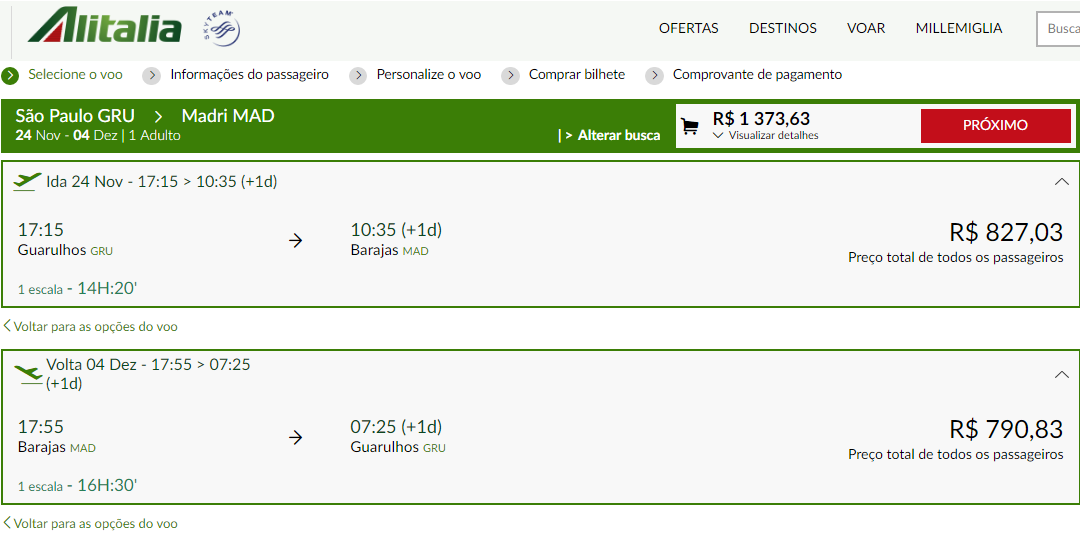 Alitalia SKYTEAM OFERTAS DESTINOS VOAR MILLEMIGLIA Busca
Selecione o voo Informações do passageiro Personalize o voo Comprar bilhete Comprovante de pagamento
São Paulo GRU > Madri MAD
24 Nov - 04 Dez | 1 Adulto
| > Alterar busca
R$ 1 373,63
Visualizar detalhes
PRÓXIMO
Ida 24 Nov - 17:15 > 10:35 (+1d)
17:15
Guarulhos GRU
10:35 (+1d)
Barajas MAD
R$ 827,03
Preço total de todos os passageiros
1 escala - 14H:20'
Voltar para as opções do voo
Volta 04 Dez - 17:55 > 07:25
(+1d)
17:55
Barajas MAD
07:25 (+1d)
Guarulhos GRU
R$ 790,83
Preço total de todos os passageiros
1 escala - 16H:30'
Voltar para as opções do voo